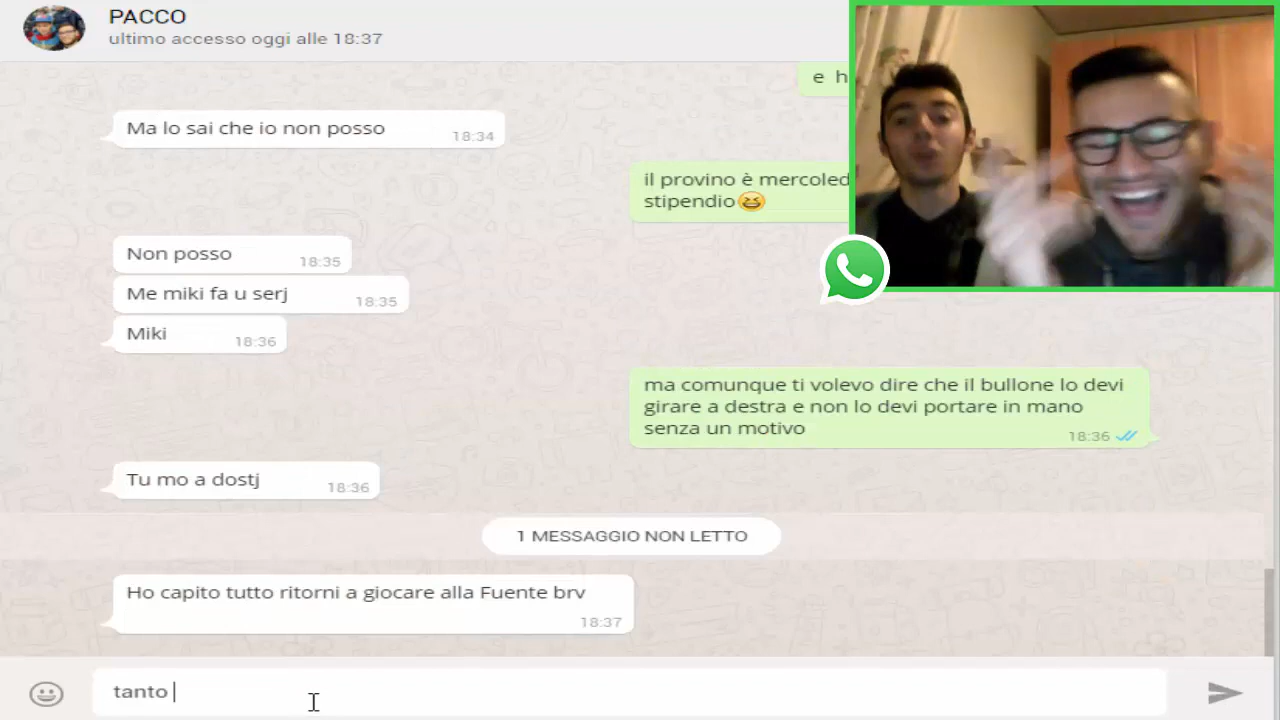 PACCO
ultimo accesso oggi alle 18:37
e h
Ma lo sai che io non posso
18:34
il provino è mercoled
stipendio😆
Non posso
18:35
Me miki fa u serj
18:35
Miki
18:36
ma comunque ti volevo dire che il bullone lo devi
girare a destra e non lo devi portare in mano
senza un motivo
18:36
Tu mo a dostj
18:36
1 MESSAGGIO NON LETTO
Ho capito tutto ritorni a giocare alla Fuente brv
18:37
tanto